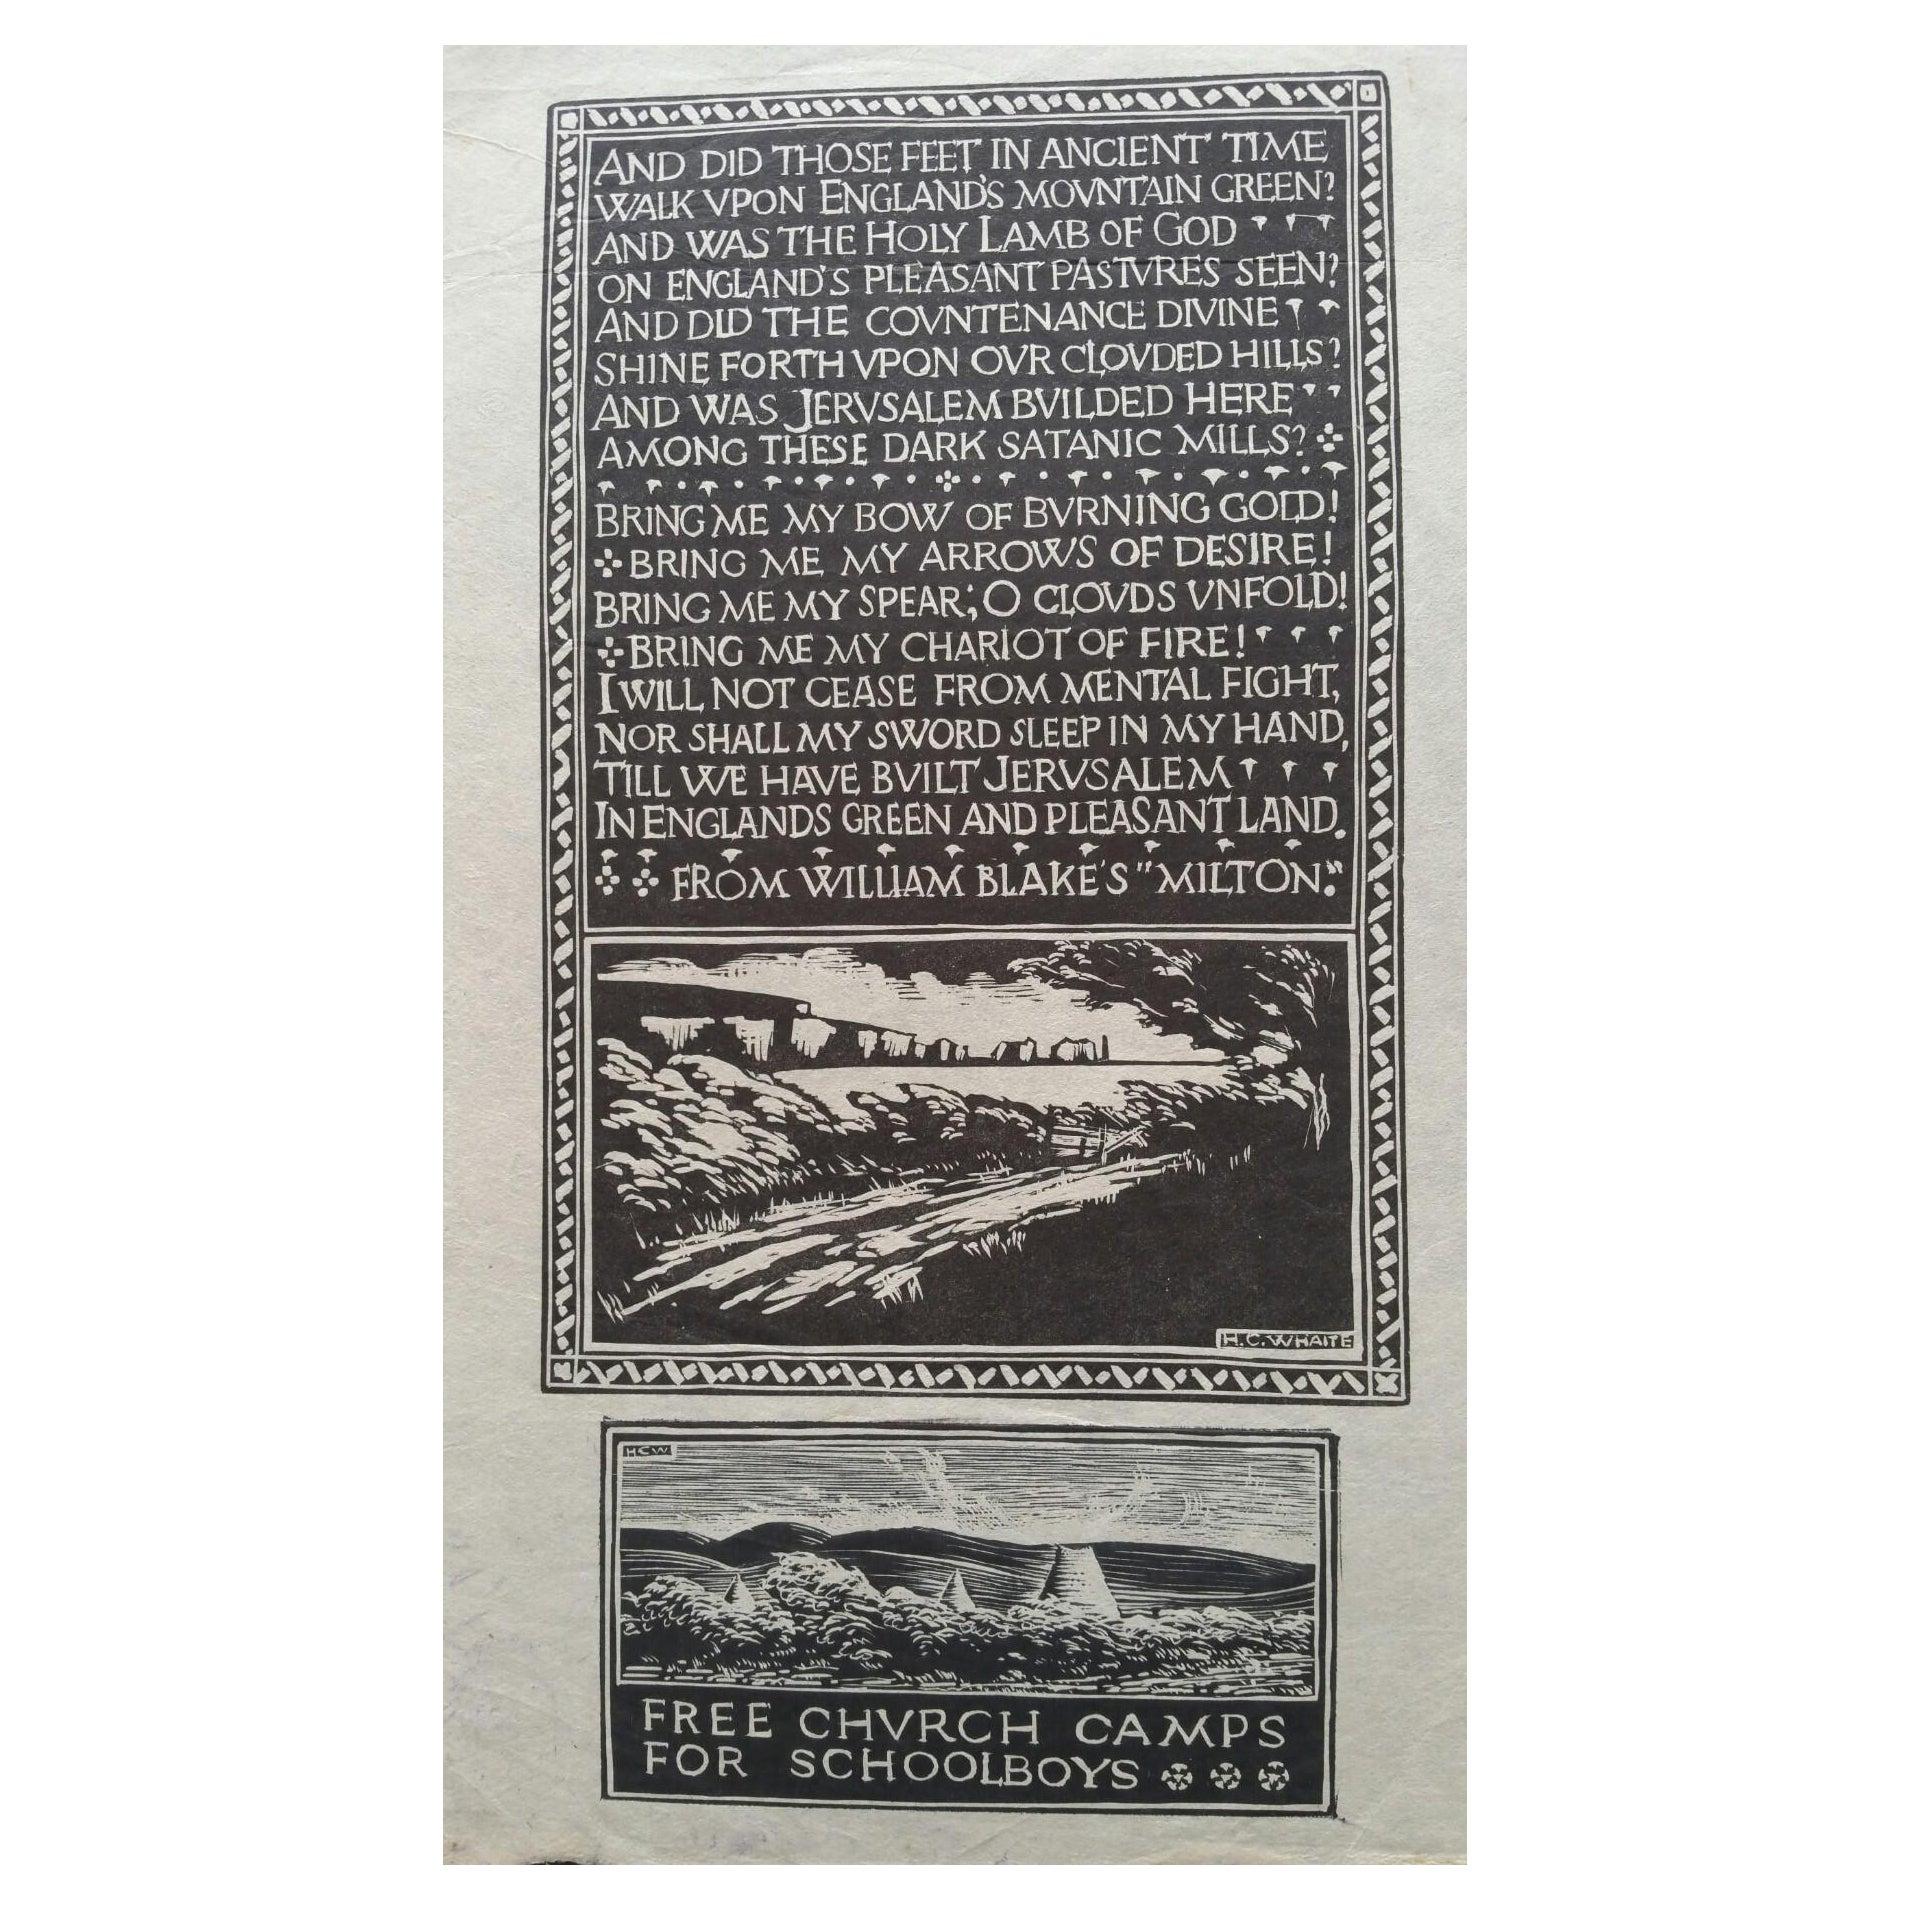 AND DID THOSE FEET IN ANCIENT TIME
WALK VPON ENGLAND'S MOVNTAIN GREEN?
AND WAS THE HOLY LAMB OF GOD
ON ENGLAND'S PLEASANT PASTVRES SEEN?
AND DID THE COVNTENANCE DIVINE
SHINE FORTH VPON OVR CLOVDED HILLS?
AND WAS JERVSALEM BVILDED HERE
AMONG THESE DARK SATANIC MILLS?
BRING ME MY BOW OF BVRNING GOLD!
BRING ME MY ARROWS OF DESIRE!
BRING ME MY SPEAR; O CLOVDS VNFOLD!
BRING ME MY CHARIOT OF FIRE!
I WILL NOT CEASE FROM MENTAL FIGHT,
NOR SHALL MY SWORD SLEEP IN MY HAND,
TILL WE HAVE BVILT JERVSALEM
IN ENGLANDS GREEN AND PLEASANT LAND.
FROM WILLIAM BLAKE'S "MILTON."
H.C.WHAITE
HCW
FREE CHVRCH CAMPS
FOR SCHOOLBOYS